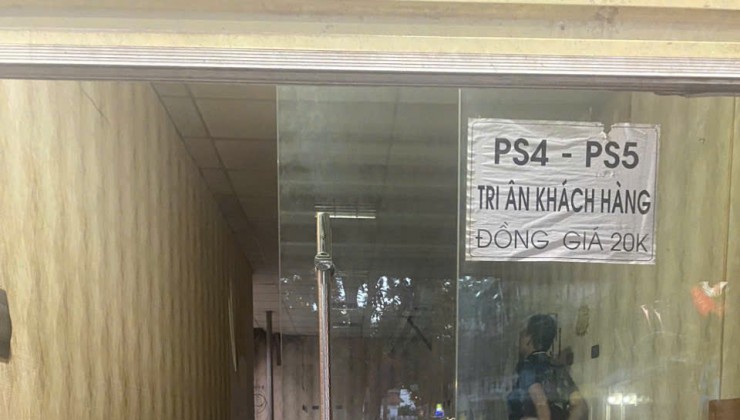 PS4 - PS5
TRI ÂN KHÁCH HÀNG
ĐỒNG GIÁ 20K